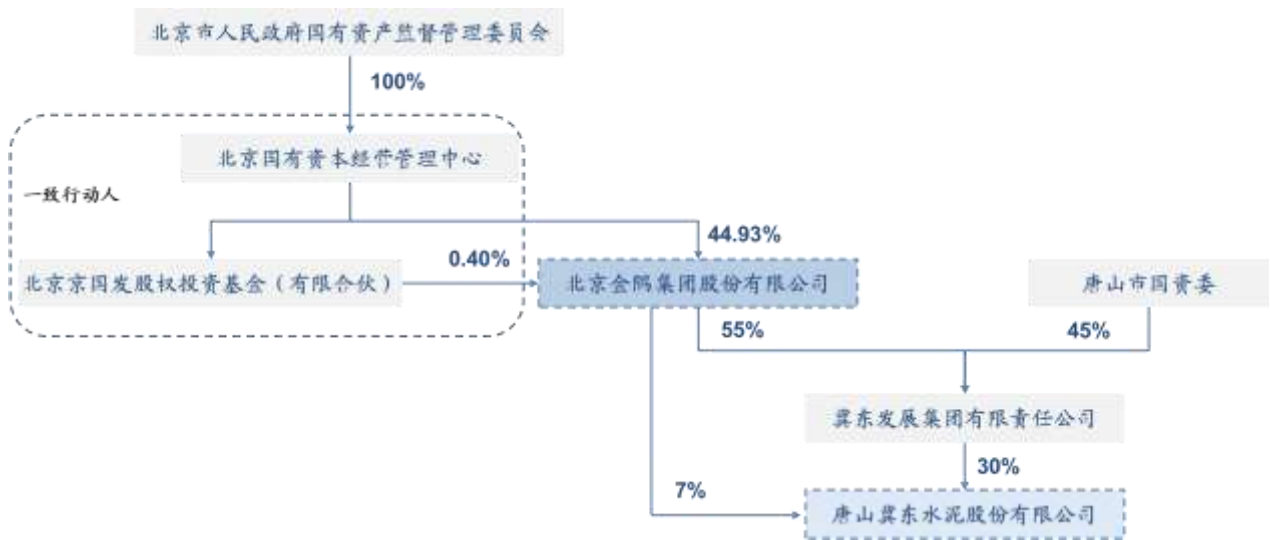 北京市人民政府国有资产监督管理委员会
100%
北京国有资本经营管理中心
一致行动人
44.93%
0.40%
北京京国发股权投资基金（有限合伙）
北京金隅集团股份有限公司
唐山市国资委
55%
45%
冀东发展集团有限责任公司
30%
7%
唐山冀东水泥股份有限公司